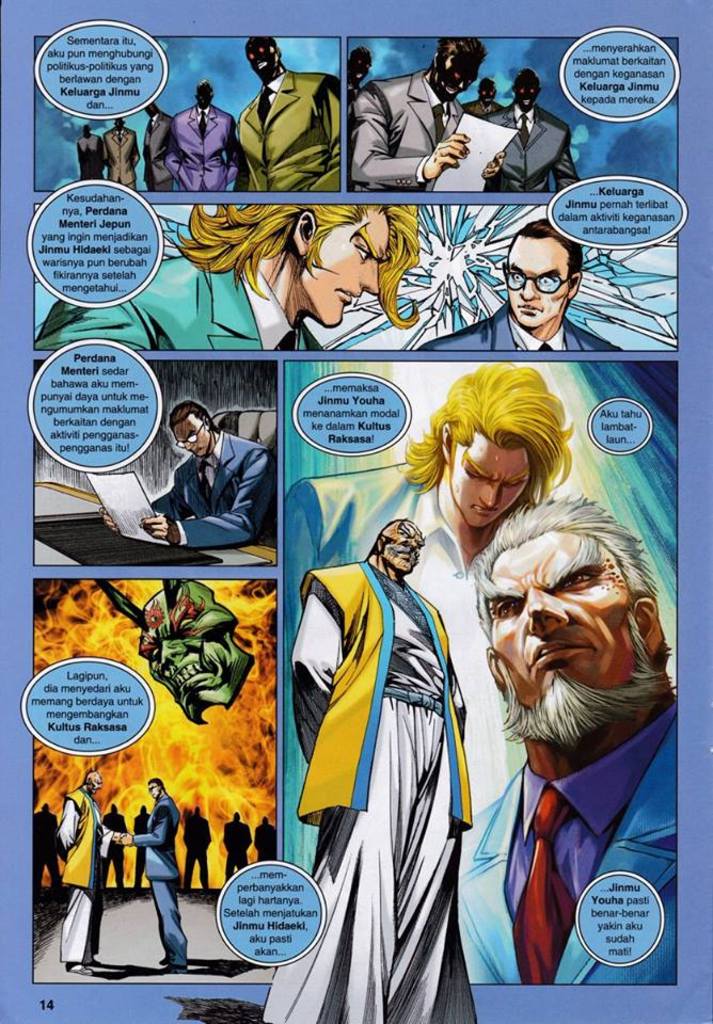 Sementara itu,
aku pun menghubungi
politikus-politikus yang
berlawan dengan
Keluarga Jinmu
dan...
...menyerahkan
maklumat berkaitan
dengan keganasan
Keluarga Jinmu
kepada mereka.
Kesudahan-
nya, Perdana
Menteri Jepun
yang ingin menjadikan
Jinmu Hidaeki sebagai
warisnya pun berubah
fikirannya setelah
mengetahui...
...Keluarga
Jinmu pernah terlibat
dalam aktiviti keganasan
antarabangsa!
Perdana
Menteri sedar
bahawa aku mem-
punyai daya untuk me-
ngumumkan maklumat
berkaitan dengan
aktiviti pengganas-
pengganas itu!
Lagipun,
dia menyedari aku
memang berdaya untuk
mengembangkan
Kultus Raksasa
dan...
...mem-
perbanyakkan
lagi hartanya.
Setelah menjatukan
Jinmu Hidaeki,
aku pasti
akan...
...memaksa
Jinmu Youha
menanamkan modal
ke dalam Kultus
Raksasa!
Aku tahu
lambat-
laun...
Jinmu
Youha pasti
benar-benar
yakin aku
sudah
mati!
14